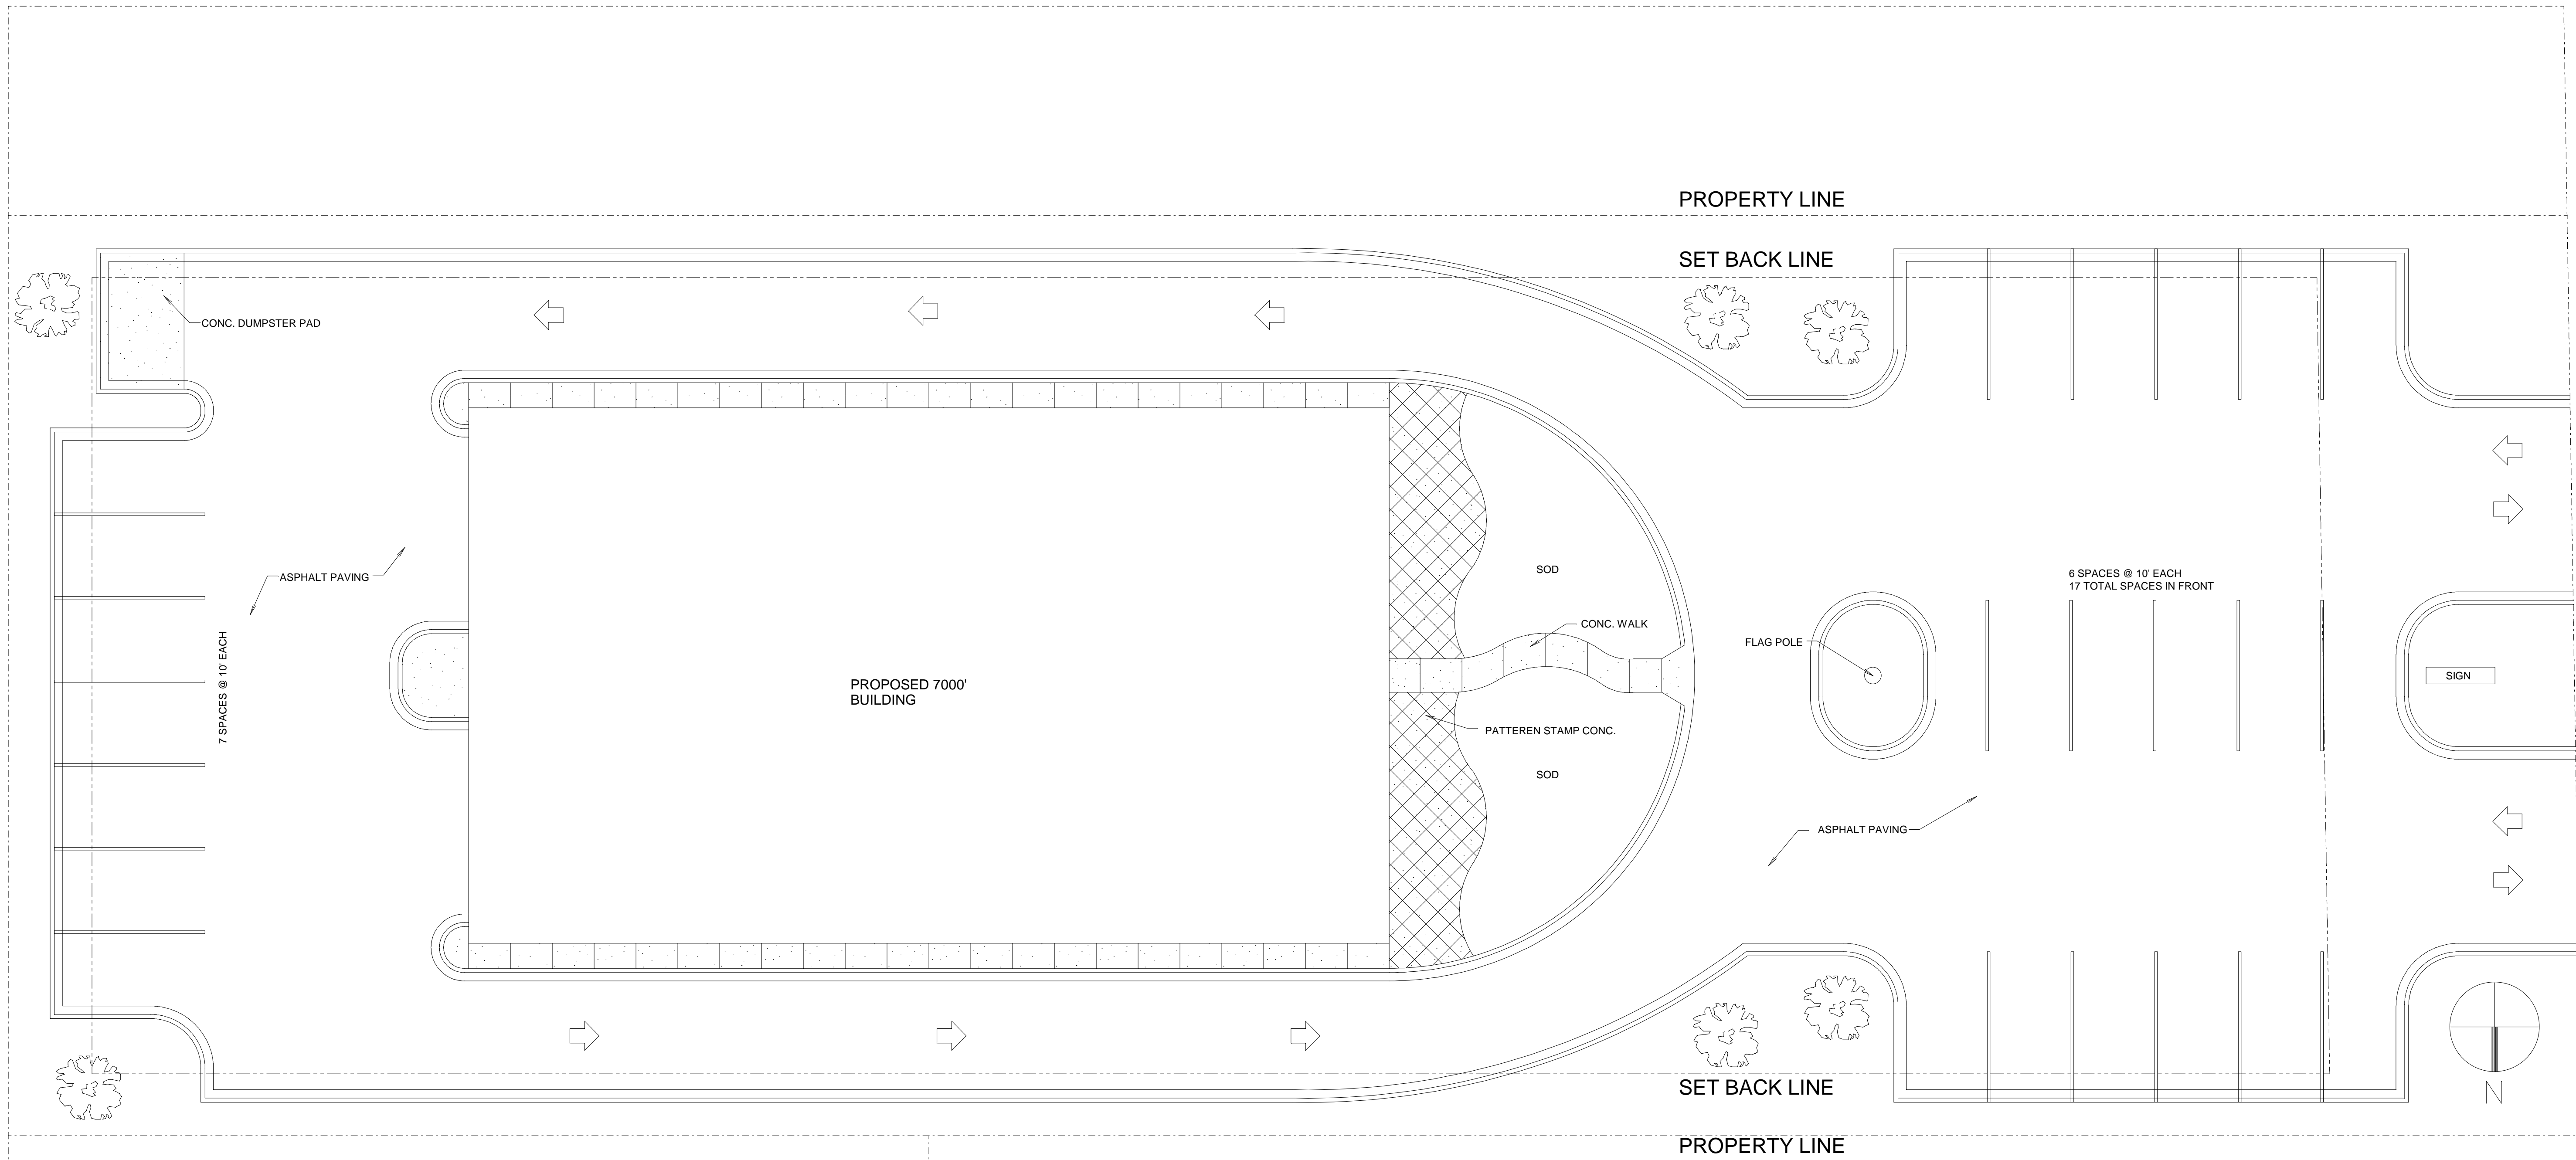 PROPERTY LINE
SET BACK LINE
CONC. DUMPSTER PAD
ASPHALT PAVING
7 SPACES @ 10' EACH
PROPOSED 7000'
BUILDING
SOD
CONC. WALK
PATTEREN STAMP CONC.
SOD
FLAG POLE
6 SPACES @ 10' EACH
17 TOTAL SPACES IN FRONT
SIGN
ASPHALT PAVING
SET BACK LINE
N
PROPERTY LINE